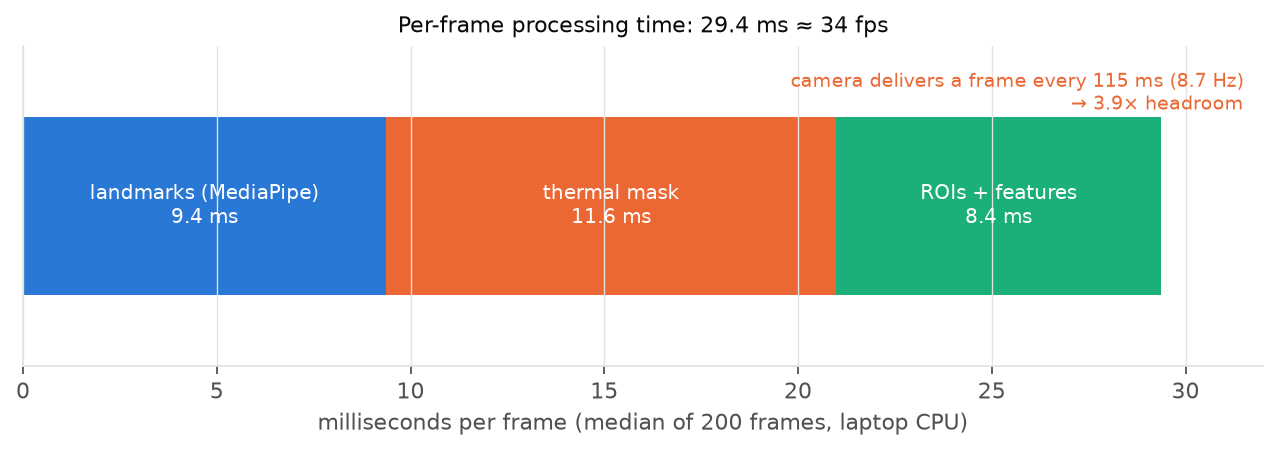 Per-frame processing time: 29.4 ms ≈ 34 fps
camera delivers a frame every 115 ms (8.7 Hz)
→ 3.9× headroom
landmarks (MediaPipe)
9.4 ms
thermal mask
11.6 ms
ROIs + features
8.4 ms
0 5 10 15 20 25 30
milliseconds per frame (median of 200 frames, laptop CPU)